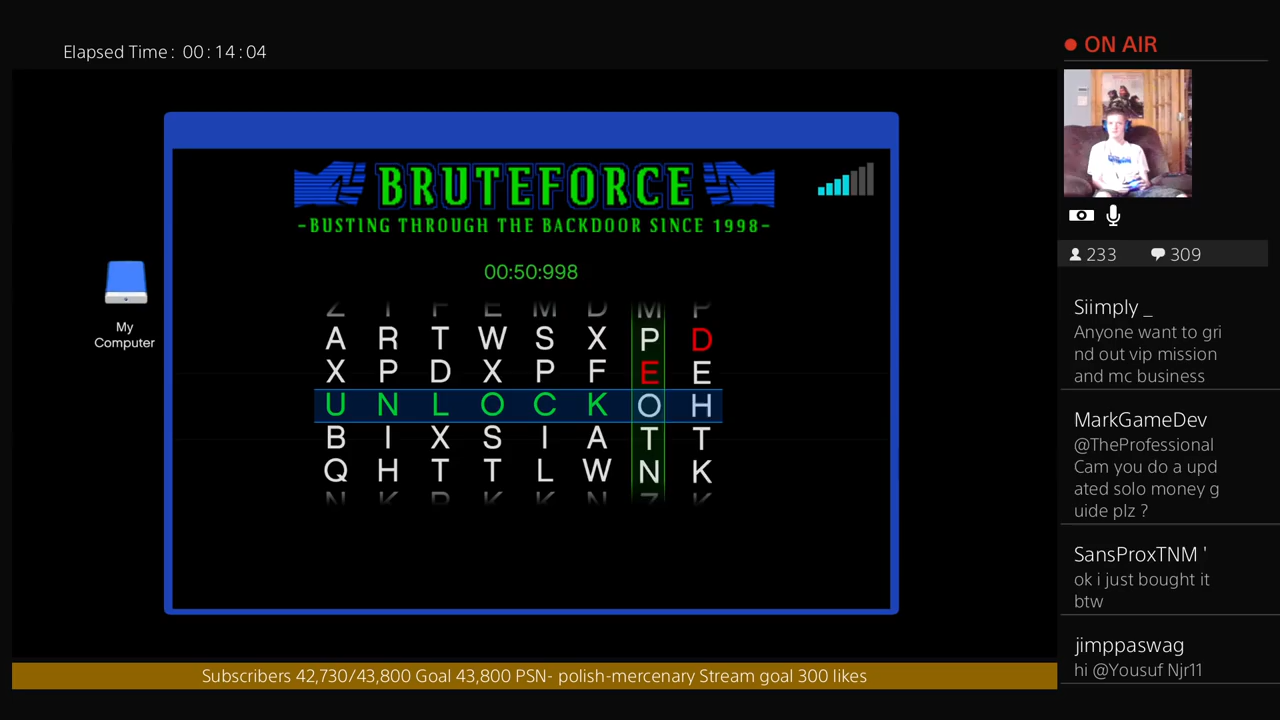 Elapsed Time: 00:14:04
ON AIR
BRUTEFORCE
-BUSTING THROUGH THE BACKDOOR SINCE 1998-
00:50:998
A R T W S X P D
X P D X P F E E
U N L O C K O H
B I X S I A T T
Q H T T L W N K
My
Computer
233 309
Siimply _
Anyone want to gri
nd out vip mission
and mc business
MarkGameDev
@TheProfessional
Cam you do a upd
ated solo money g
uide plz ?
SansProxTNM '
ok i just bought it
btw
jimppaswag
hi @Yousuf Njr11
Subscribers 42,730/43,800 Goal 43,800 PSN- polish-mercenary Stream goal 300 likes